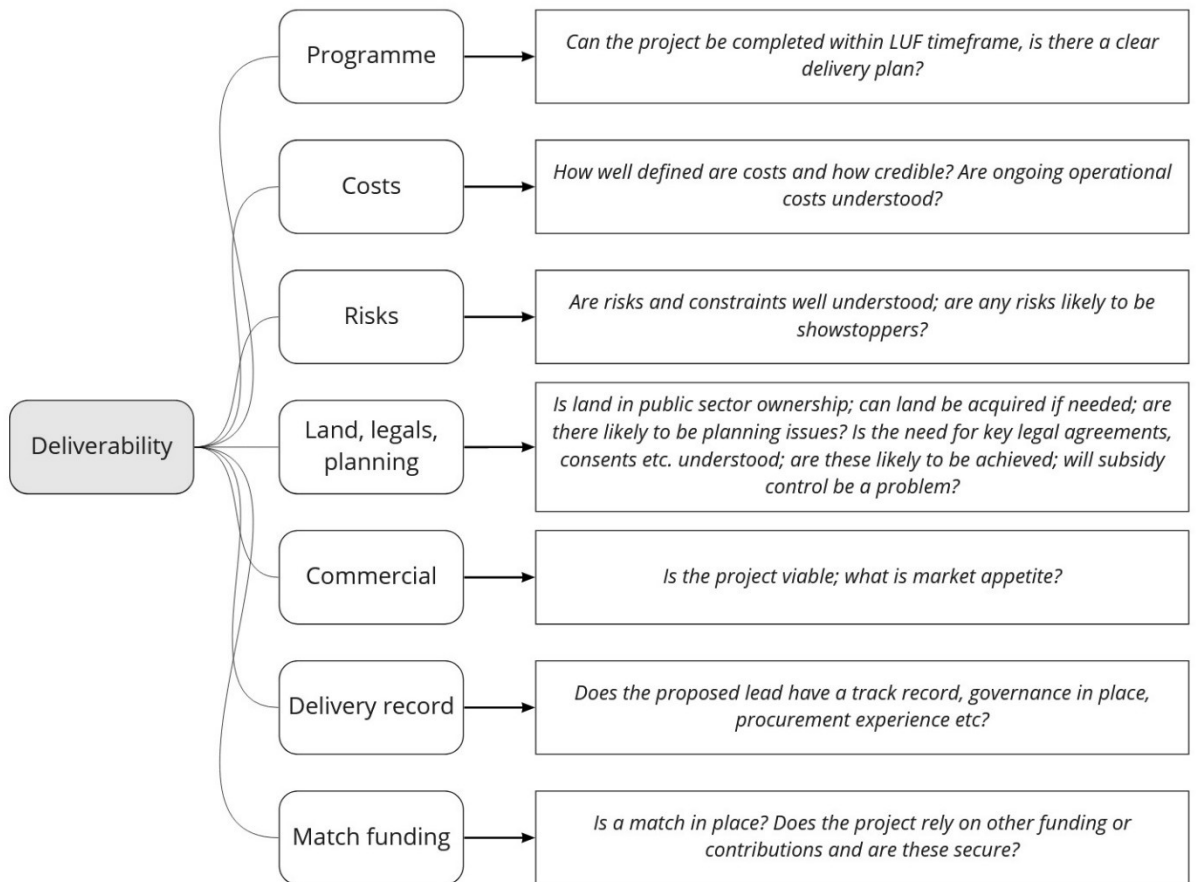 Programme
Can the project be completed within LUF timeframe, is there a clear
delivery plan?
Costs
How well defined are costs and how credible? Are ongoing operational
costs understood?
Risks
Are risks and constraints well understood; are any risks likely to be
showstoppers?
Deliverability
Land, legals,
planning
Is land in public sector ownership; can land be acquired if needed; are
there likely to be planning issues? Is the need for key legal agreements,
consents etc. understood; are these likely to be achieved; will subsidy
control be a problem?
Commercial
Is the project viable; what is market appetite?
Delivery record
Does the proposed lead have a track record, governance in place,
procurement experience etc?
Match funding
Is a match in place? Does the project rely on other funding or
contributions and are these secure?